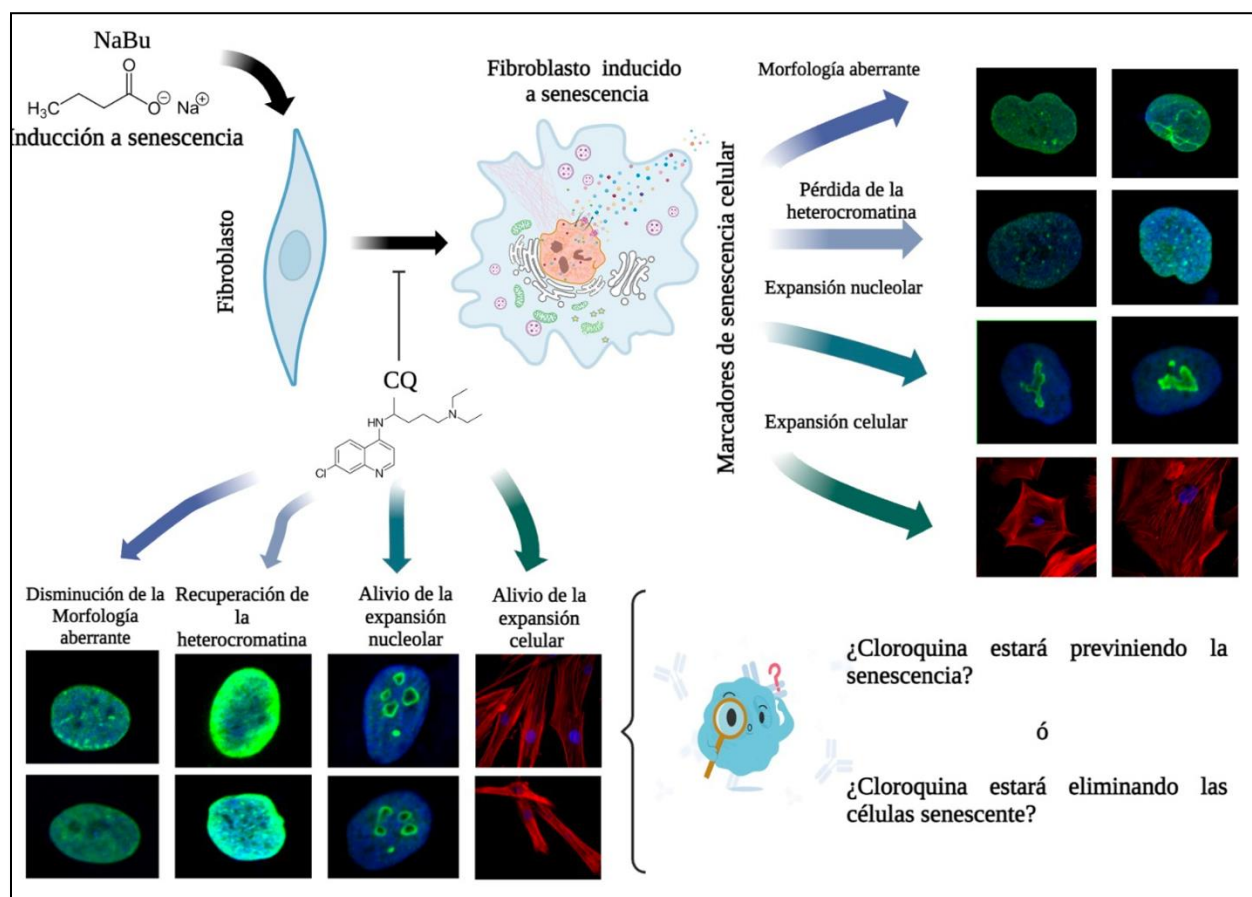 NaBu
O
O⊖ Na⊕
H₃C
Inducción a senescencia
Fibroblasto
Fibroblasto inducido
a senescencia
CQ
HN
N
Cl
N
Marcadores de senescencia celular
Morfología aberrante
Pérdida de la
heterocromatina
Expansión nucleolar
Expansión celular
Disminución de la
Morfología
aberrante
Recuperación de
la
heterocromatina
Alivio de la
expansión
nucleolar
Alivio de la
expansión
celular
?
¿Cloroquina estará previniendo la
senescencia?
ó
¿Cloroquina estará eliminando las
células senescente?